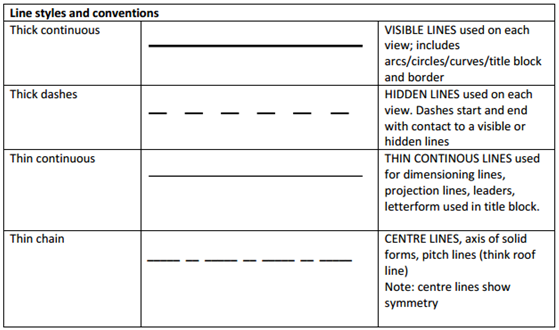 Line styles and conventions
Thick continuous
VISIBLE LINES used on each
view; includes
arcs/circles/curves/title block
and border
Thick dashes
HIDDEN LINES used on each
view. Dashes start and end
with contact to a visible or
hidden lines
Thin continuous
THIN CONTINOUS LINES used
for dimensioning lines,
projection lines, leaders,
letterform used in title block.
Thin chain
CENTRE LINES, axis of solid
forms, pitch lines (think roof
line)
Note: centre lines show
symmetry